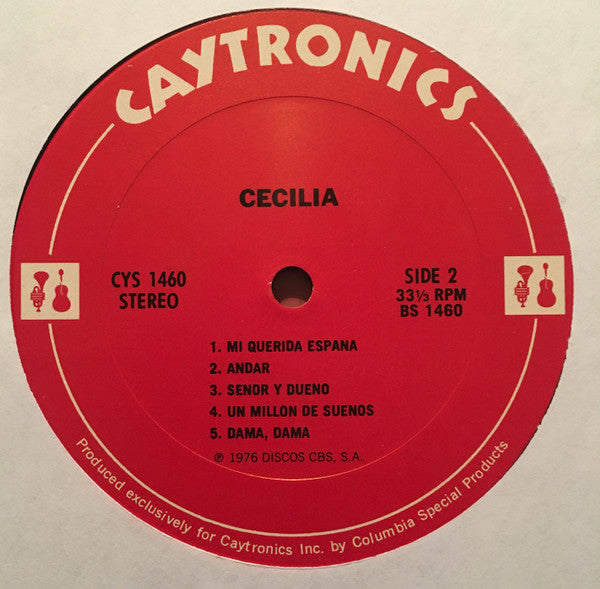 CAYTRONICS
CECILIA
CYS 1460
STEREO
SIDE 2
33⅓ RPM
BS 1460
1. MI QUERIDA ESPANA
2. ANDAR
3. SENOR Y DUENO
4. UN MILLON DE SUENOS
5. DAMA, DAMA
℗ 1976 DISCOS CBS, S.A.
Produced exclusively for Caytronics Inc. by Columbia Special Products